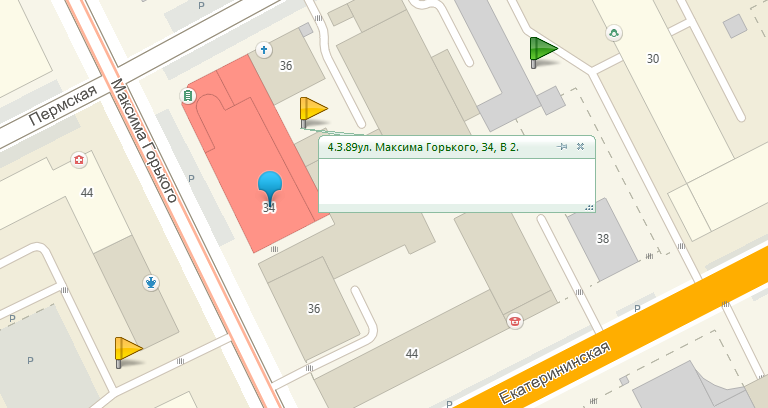 P
P
36
30
Пермская
Максима Горького
4.3.89ул. Максима Горького, 34, В 2.
44
P
34
38
36
P
P
P
44
Екатерининская
P
P